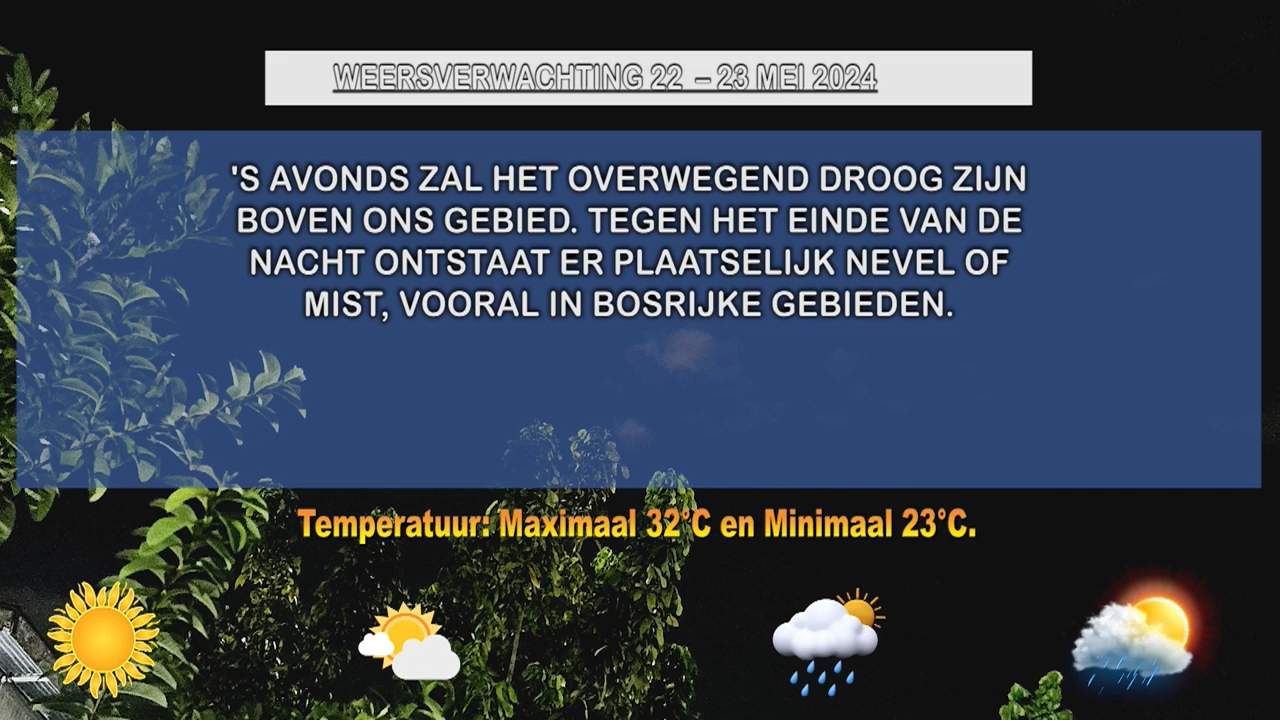 WEERSVERWACHTING 22 – 23 MEI 2024
'S AVONDS ZAL HET OVERWEGEND DROOG ZIJN
BOVEN ONS GEBIED. TEGEN HET EINDE VAN DE
NACHT ONTSTAAT ER PLAATSELIJK NEVEL OF
MIST, VOORAL IN BOSRIJKE GEBIEDEN.
Temperatuur: Maximaal 32°C en Minimaal 23°C.